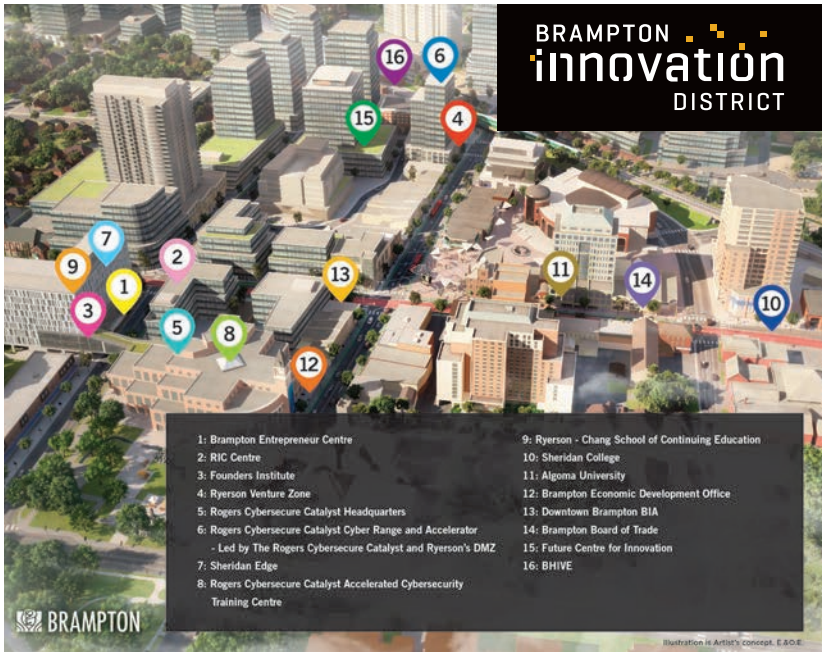 BRAMPTON
innovation
DISTRICT
16
6
15
4
7
2
9
13
11
1
14
3
10
5
8
12
1: Brampton Entrepreneur Centre
2: RIC Centre
3: Founders Institute
4: Ryerson Venture Zone
5: Rogers Cybersecure Catalyst Headquarters
6: Rogers Cybersecure Catalyst Cyber Range and Accelerator
- Led by The Rogers Cybersecure Catalyst and Ryerson's DMZ
7: Sheridan Edge
8: Rogers Cybersecure Catalyst Accelerated Cybersecurity
Training Centre
9: Ryerson - Chang School of Continuing Education
10: Sheridan College
11: Algoma University
12: Brampton Economic Development Office
13: Downtown Brampton BIA
14: Brampton Board of Trade
15: Future Centre for Innovation
16: BHIVE
BRAMPTON
Illustration is Artist's concept. E.&O.E.